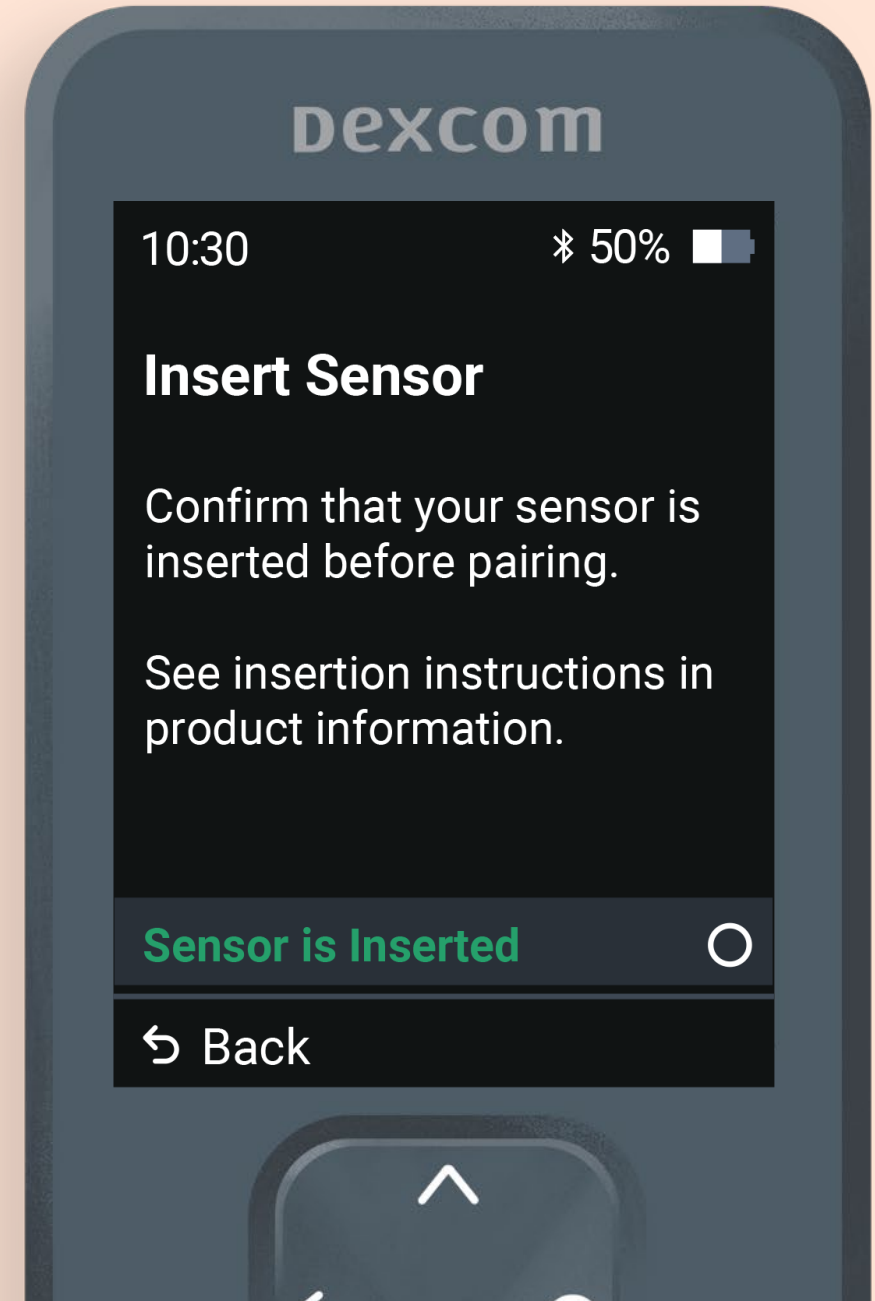 Dexcom
10:30 50%
Insert Sensor
Confirm that your sensor is
inserted before pairing.
See insertion instructions in
product information.
Sensor is Inserted
Back